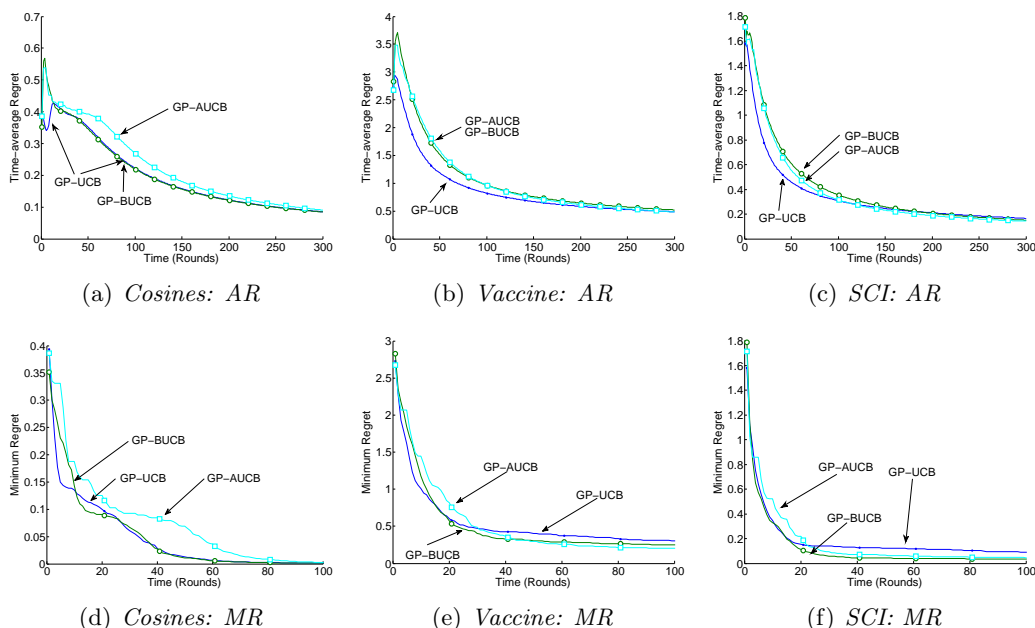 0.7
0.6
0.5
0.4
0.3
0.2
0.1
0
0 50 100 150 200 250 300
Time−average Regret
Time (Rounds)
GP−AUCB
GP−UCB
GP−BUCB
(a) Cosines: AR
4
3.5
3
2.5
2
1.5
1
0.5
0
0 50 100 150 200 250 300
Time−average Regret
Time (Rounds)
GP−AUCB
GP−BUCB
GP−UCB
(b) Vaccine: AR
1.8
1.6
1.4
1.2
1
0.8
0.6
0.4
0.2
0
0 50 100 150 200 250 300
Time−average Regret
Time (Rounds)
GP−BUCB
GP−AUCB
GP−UCB
(c) SCI: AR
0.4
0.35
0.3
0.25
0.2
0.15
0.1
0.05
0
0 20 40 60 80 100
Minimum Regret
Time (Rounds)
GP−BUCB
GP−UCB
GP−AUCB
(d) Cosines: MR
3
2.5
2
1.5
1
0.5
0
0 20 40 60 80 100
Minimum Regret
Time (Rounds)
GP−AUCB
GP−UCB
GP−BUCB
(e) Vaccine: MR
1.8
1.6
1.4
1.2
1
0.8
0.6
0.4
0.2
0
0 20 40 60 80 100
Minimum Regret
Time (Rounds)
GP−AUCB
GP−UCB
GP−BUCB
(f) SCI: MR